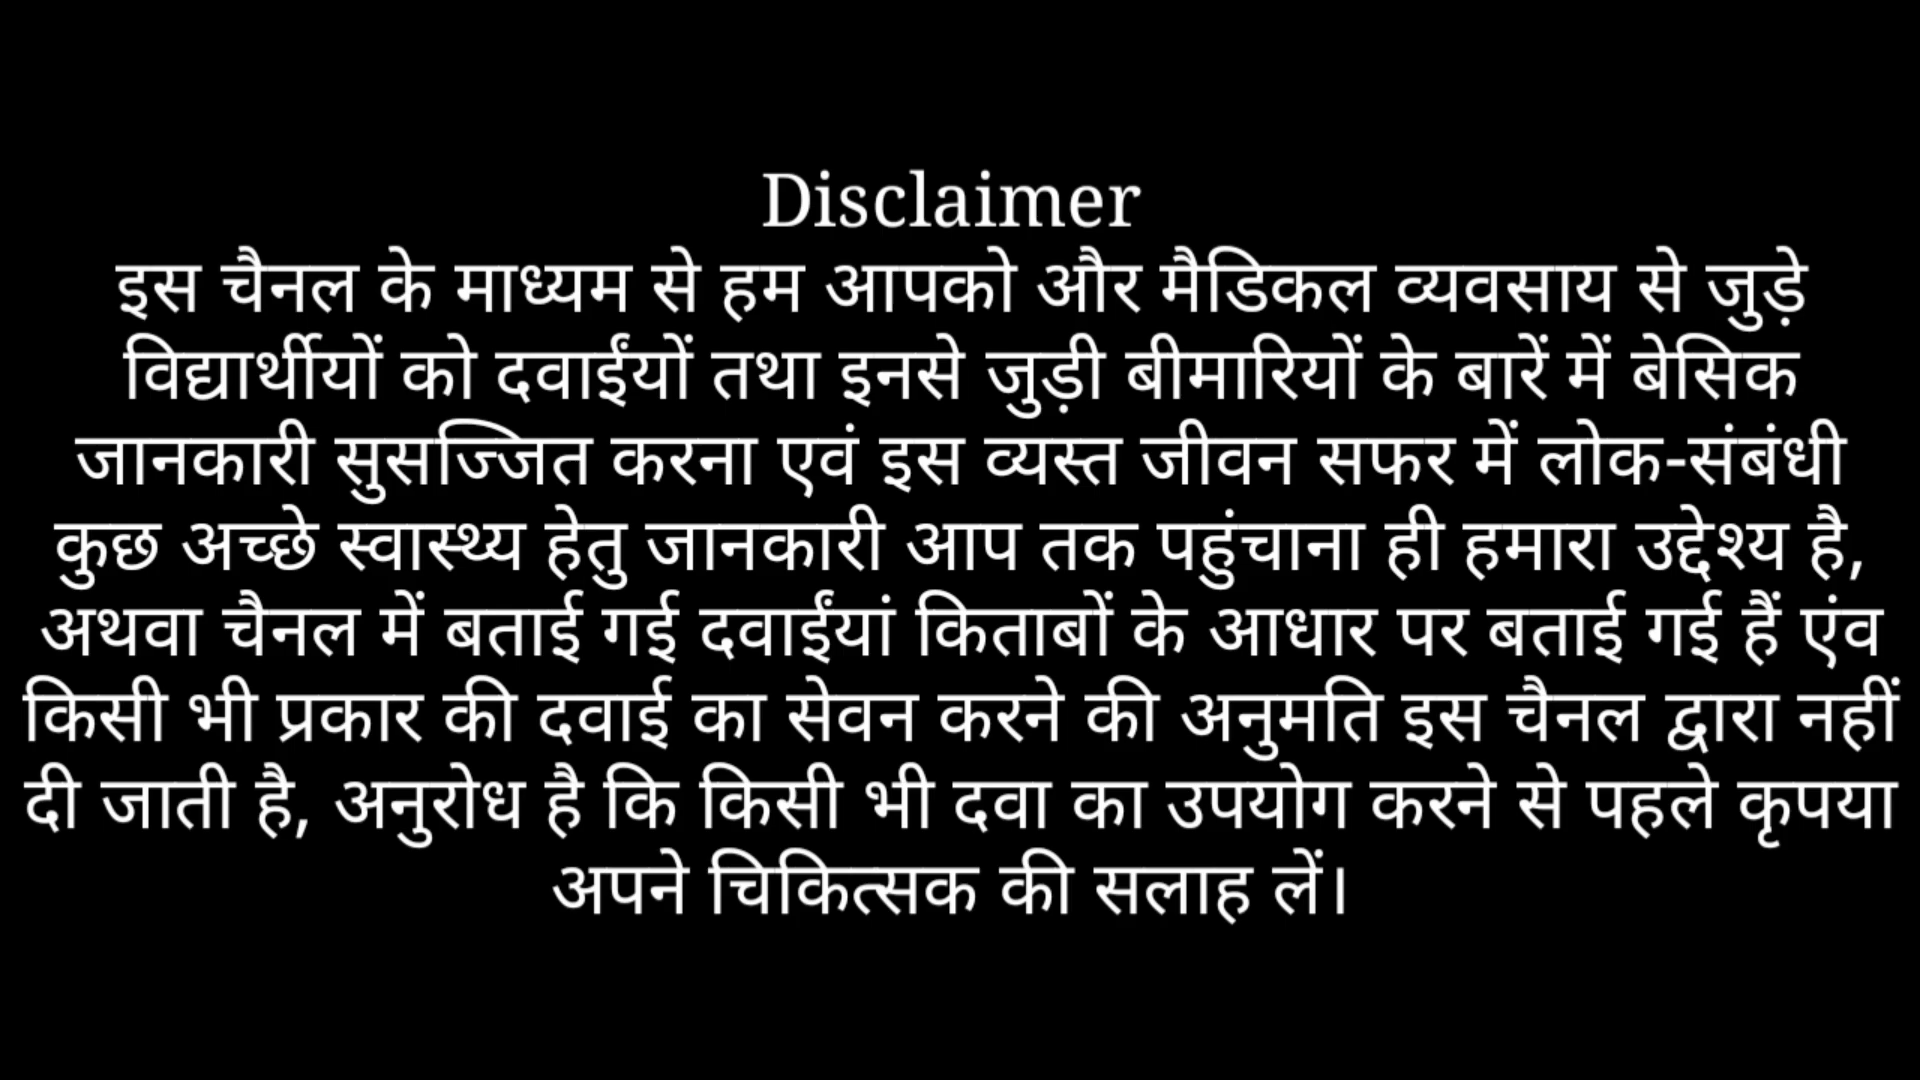 Disclaimer
इस चैनल के माध्यम से हम आपको और मैडिकल व्यवसाय से जुड़े
विद्यार्थीयों को दवाईंयों तथा इनसे जुड़ी बीमारियों के बारें में बेसिक
जानकारी सुसज्जित करना एवं इस व्यस्त जीवन सफर में लोक-संबंधी
कुछ अच्छे स्वास्थ्य हेतु जानकारी आप तक पहुंचाना ही हमारा उद्देश्य है,
अथवा चैनल में बताई गई दवाईंयां किताबों के आधार पर बताई गई हैं एंव
किसी भी प्रकार की दवाई का सेवन करने की अनुमति इस चैनल द्वारा नहीं
दी जाती है, अनुरोध है कि किसी भी दवा का उपयोग करने से पहले कृपया
अपने चिकित्सक की सलाह लें।